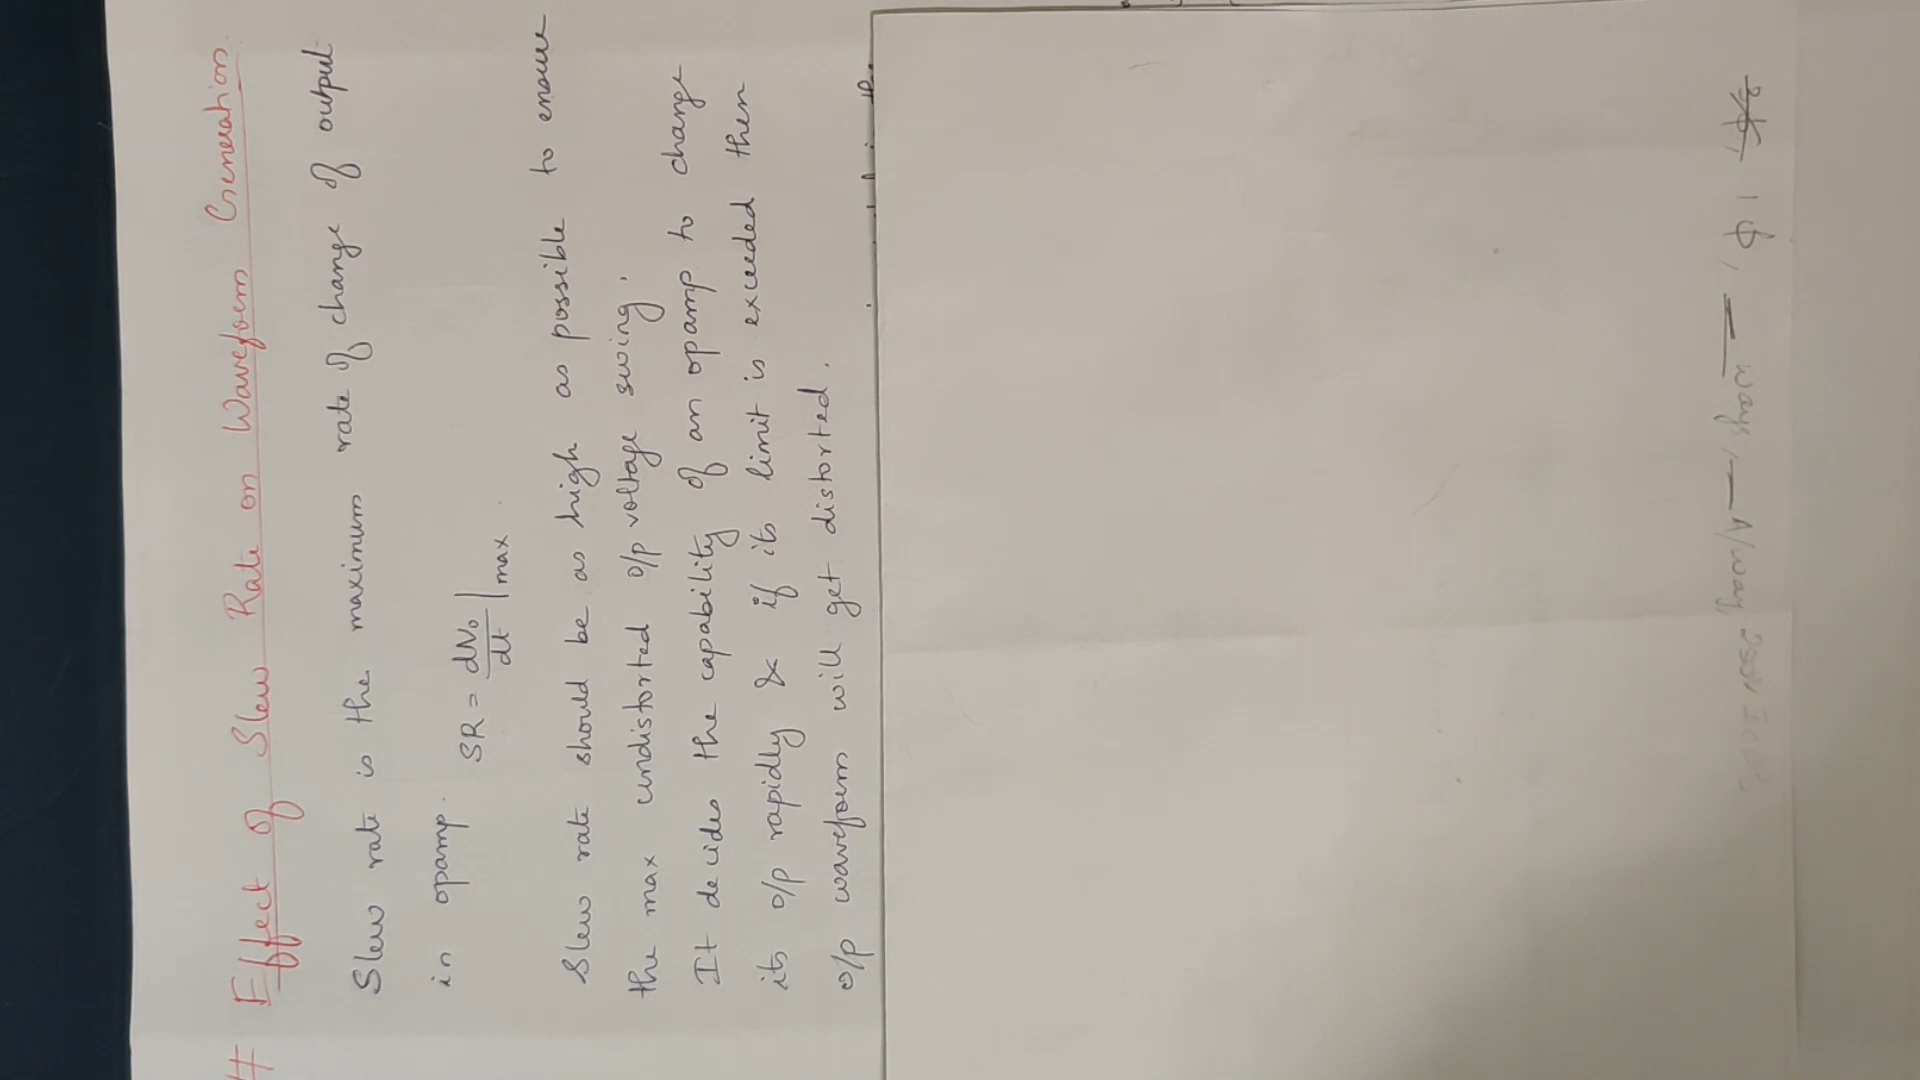 # Effect of Slew Rate on Waveform Generation.
Slew rate is the maximum rate of change of output
in opamp.
SR = dVo/dt |max.
Slew rate should be as high as possible to ensure
the max undistorted o/p voltage swing.
It decides the capability of an opamp to change
its o/p rapidly & if its limit is exceeded then
o/p waveform will get distorted.